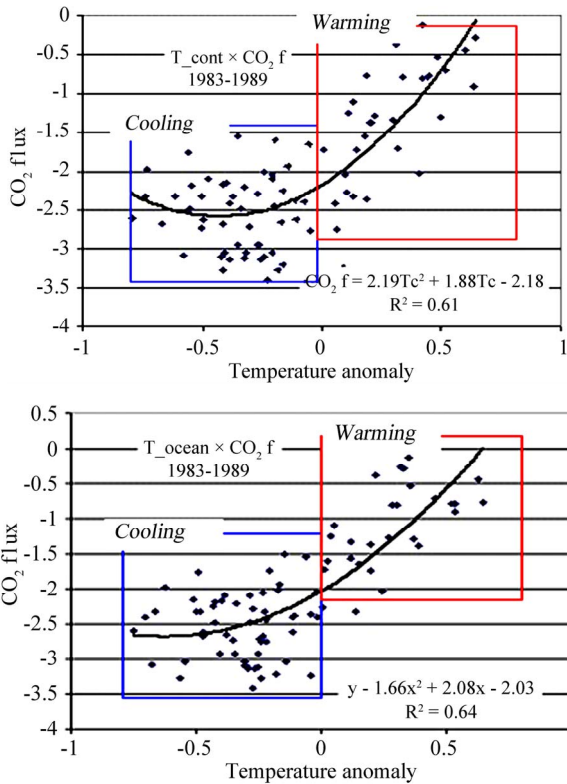 Warming
T_cont × CO2 f
1983-1989
Cooling
CO2 flux
0
-0.5
-1
-1.5
-2
-2.5
-3
-3.5
-4
CO2 f = 2.19Tc² + 1.88Tc - 2.18
R² = 0.61
-1
-0.5
0
0.5
1
Temperature anomaly
Warming
T_ocean × CO2 f
1983-1989
Cooling
CO2 flux
0.5
0
-0.5
-1
-1.5
-2
-2.5
-3
-3.5
-4
y - 1.66x² + 2.08x - 2.03
R² = 0.64
-1
-0.5
0
0.5
Temperature anomaly